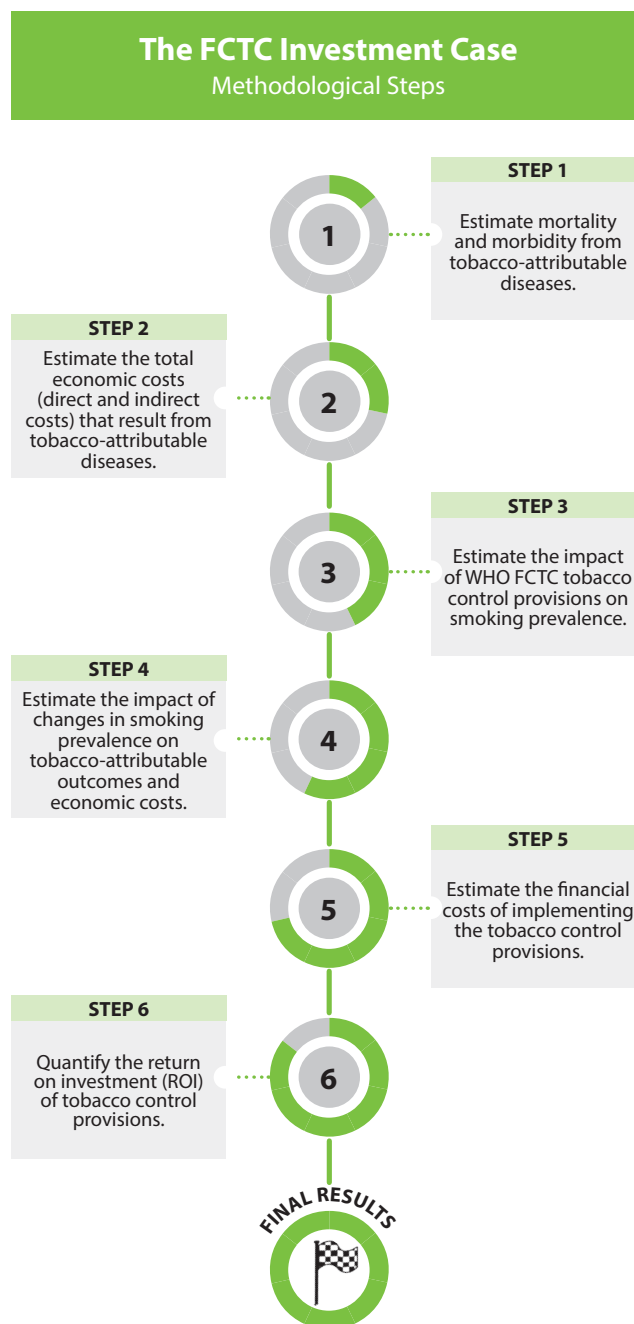 The FCTC Investment Case
Methodological Steps
1
STEP 1
Estimate mortality
and morbidity from
tobacco-attributable
diseases.
STEP 2
Estimate the total
economic costs
(direct and indirect
costs) that result from
tobacco-attributable
diseases.
2
3
STEP 3
Estimate the impact
of WHO FCTC tobacco
control provisions on
smoking prevalence.
STEP 4
Estimate the impact of
changes in smoking
prevalence on
tobacco-attributable
outcomes and
economic costs.
4
5
STEP 5
Estimate the financial
costs of implementing
the tobacco control
provisions.
STEP 6
Quantify the return
on investment (ROI)
of tobacco control
provisions.
6
FINAL RESULTS